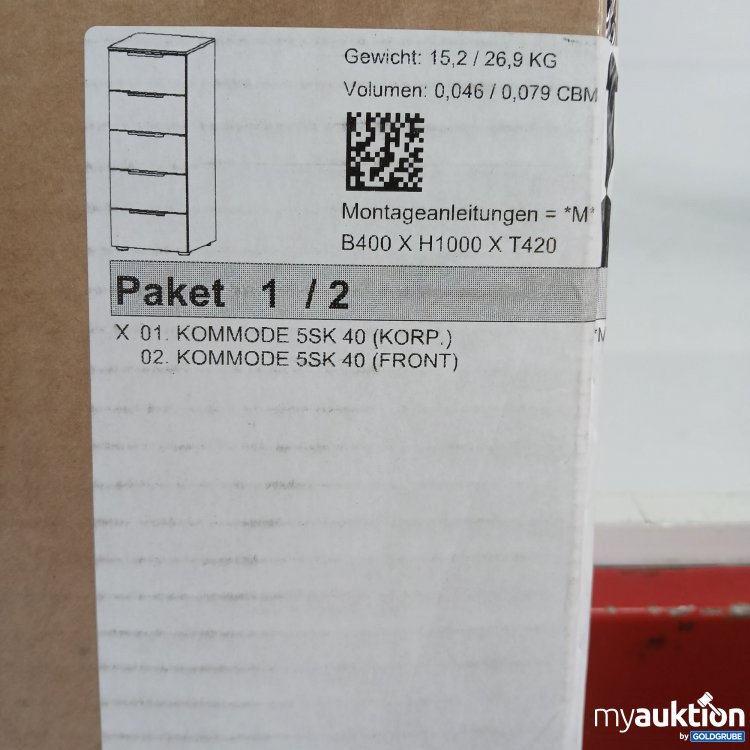 Gewicht: 15,2 / 26,9 KG
Volumen: 0,046 / 0,079 CBM
Montageanleitungen = *M*
B400 X H1000 X T420
Paket 1 / 2
X 01. KOMMODE 5SK 40 (KORP.) *M
02. KOMMODE 5SK 40 (FRONT)
myauktion
by GOLDGRUBE